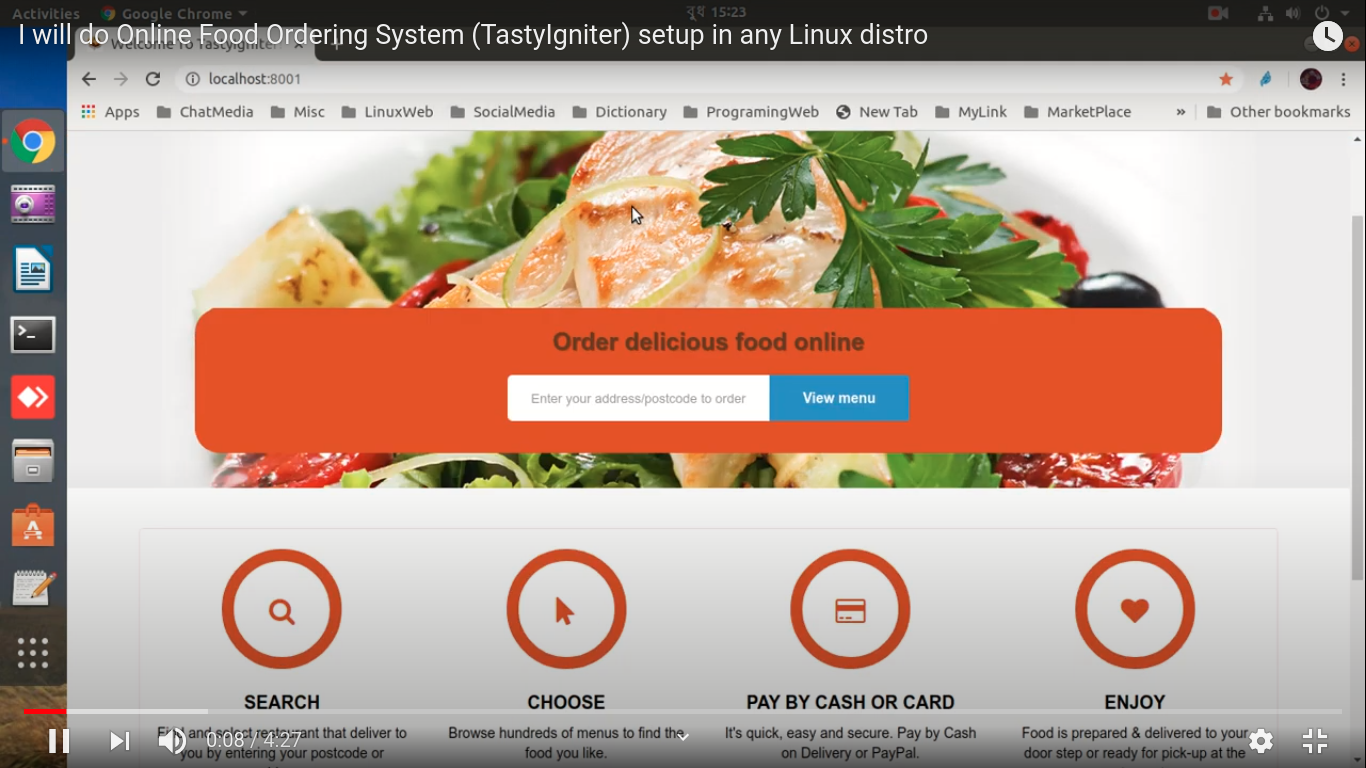 Activities Google Chrome ▾ বুধ 15:23
I will do Online Food Ordering System (TastyIgniter) setup in any Linux distro
Welcome To TastyIgniter
localhost:8001
Apps ChatMedia Misc LinuxWeb SocialMedia Dictionary ProgramingWeb New Tab MyLink MarketPlace » Other bookmarks
Order delicious food online
Enter your address/postcode to order View menu
SEARCH CHOOSE PAY BY CASH OR CARD ENJOY
Find and select restaurant that deliver to Browse hundreds of menus to find the It's quick, easy and secure. Pay by Cash Food is prepared & delivered to your
you by entering your postcode or food you like. on Delivery or PayPal. door step or ready for pick-up at the
0:08 / 4:27